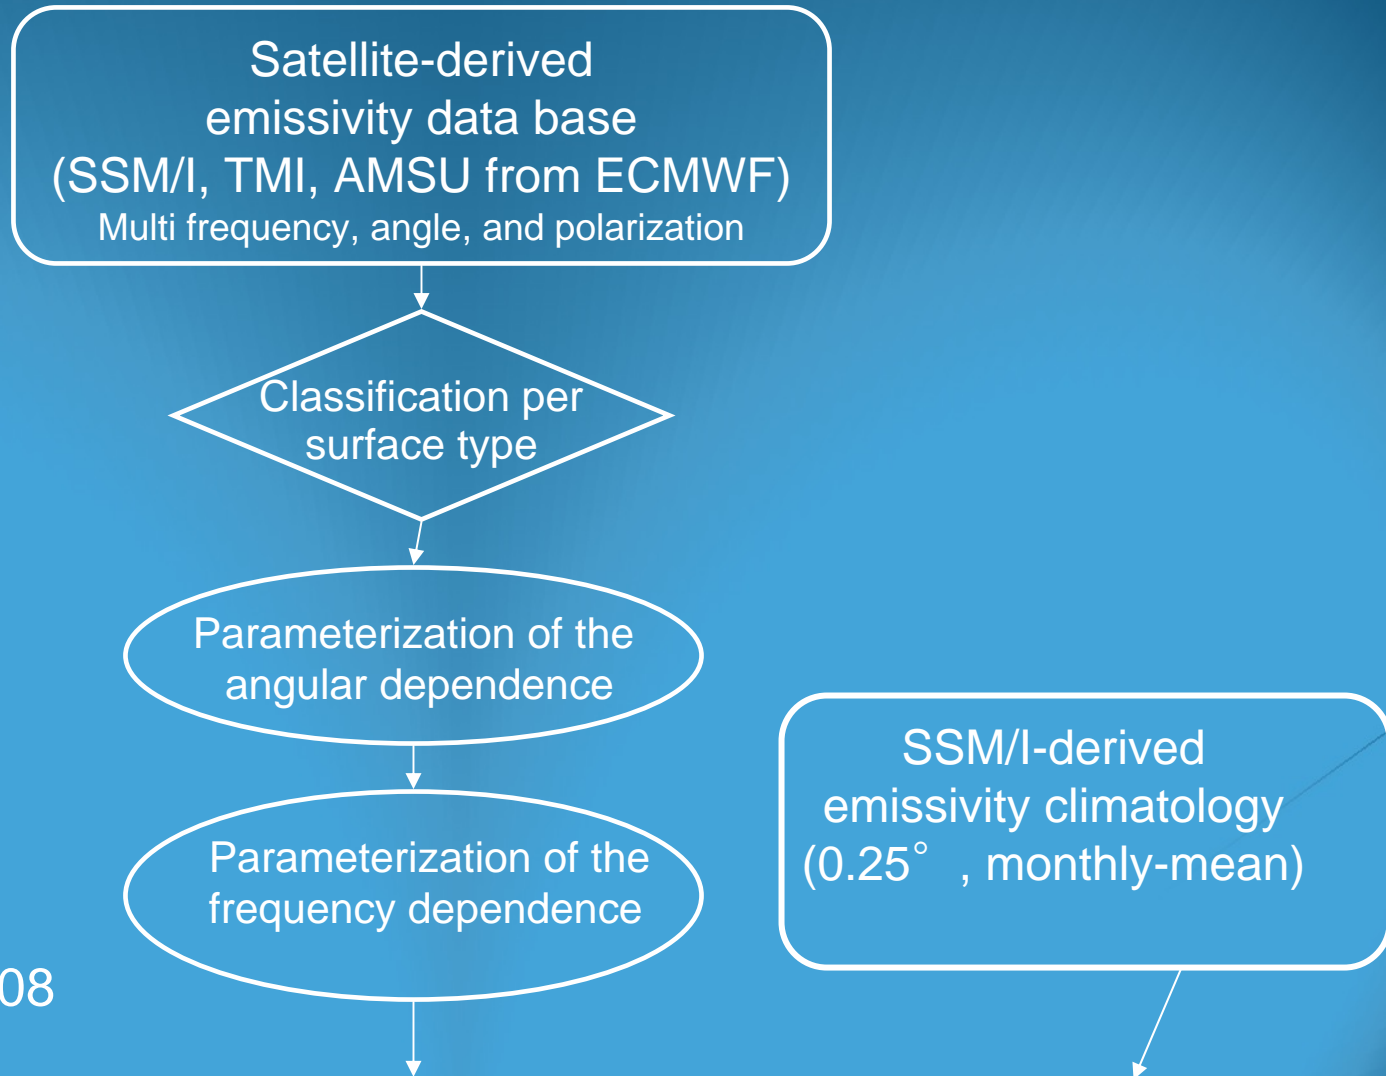 Satellite-derived
emissivity data base
(SSM/I, TMI, AMSU from ECMWF)
Multi frequency, angle, and polarization
Classification per
surface type
Parameterization of the
angular dependence
Parameterization of the
frequency dependence
SSM/I-derived
emissivity climatology
(0.25° , monthly-mean)
08